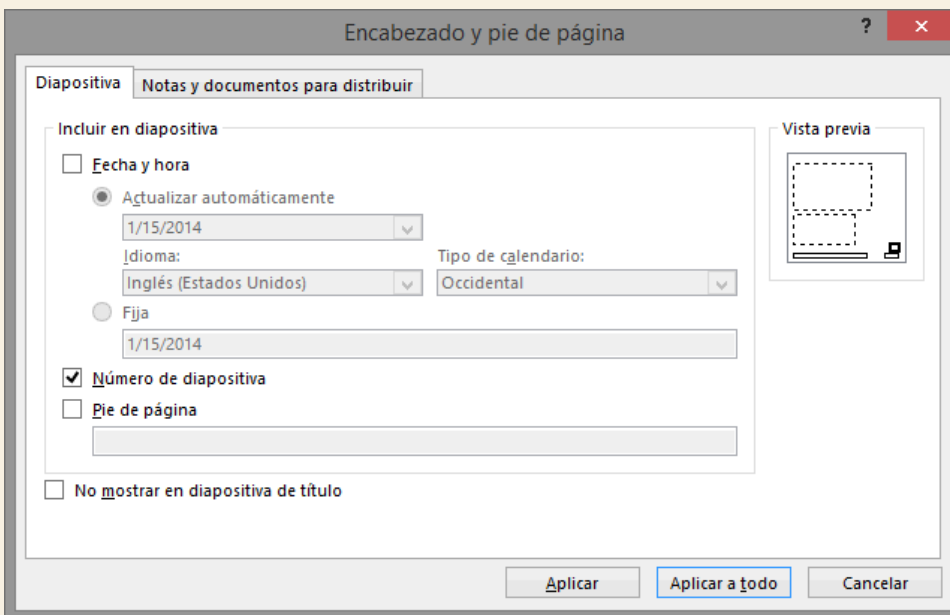 Encabezado y pie de página
?
Diapositiva
Notas y documentos para distribuir
Incluir en diapositiva
Vista previa
Fecha y hora
Actualizar automáticamente
1/15/2014
Idioma:
Tipo de calendario:
Inglés (Estados Unidos)
Occidental
Fija
1/15/2014
Número de diapositiva
Pie de página
No mostrar en diapositiva de título
Aplicar
Aplicar a todo
Cancelar